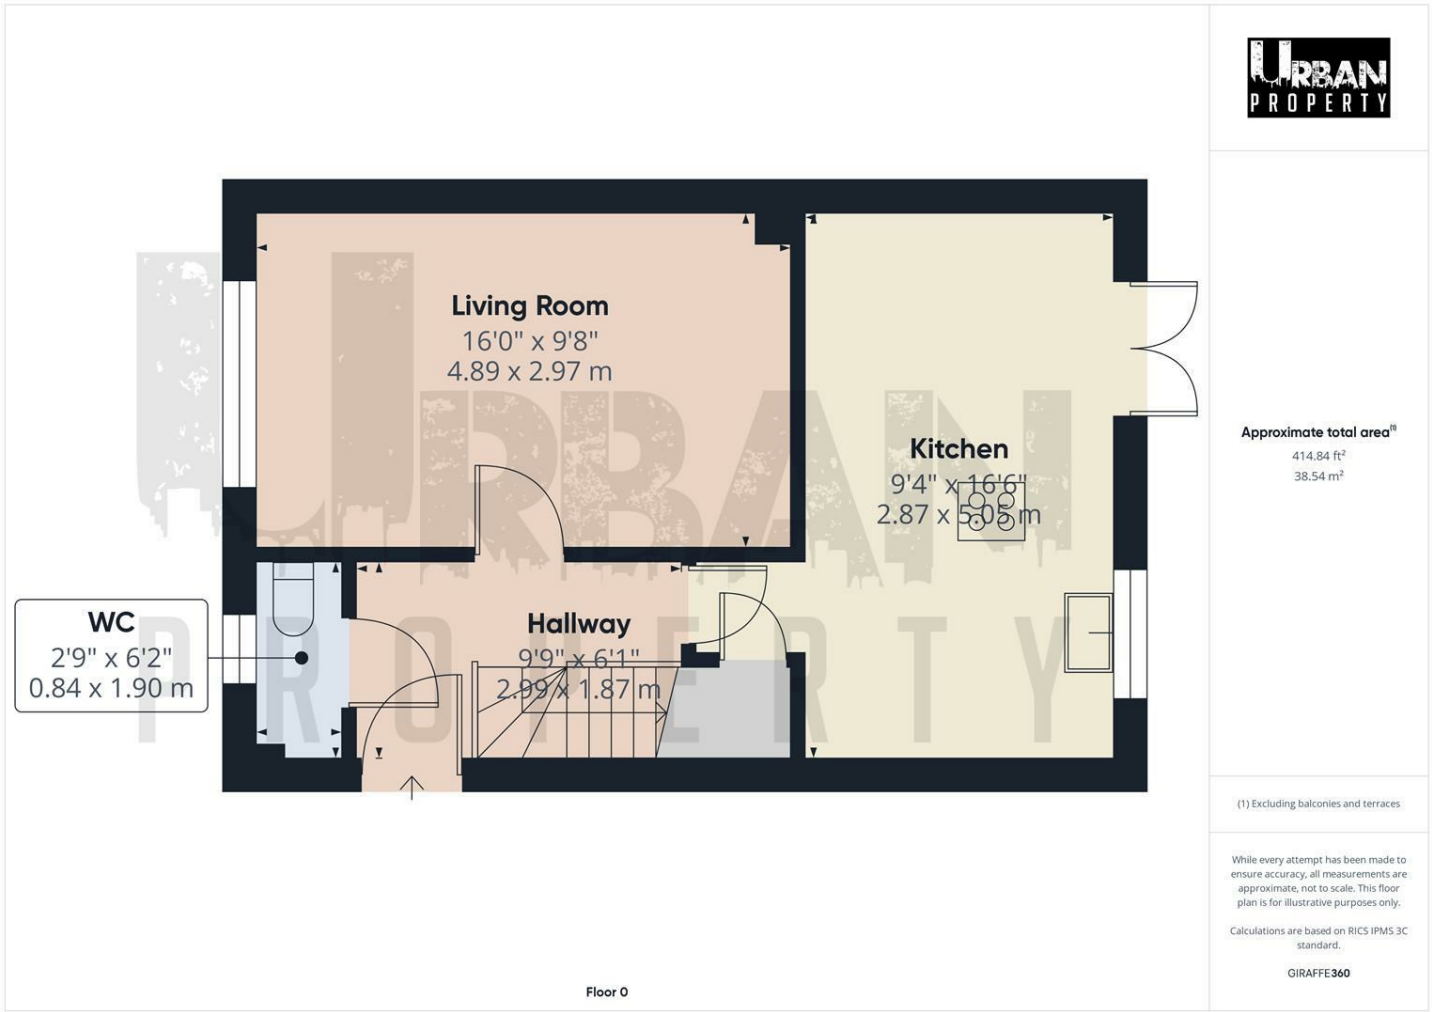 URBAN
PROPERTY
Living Room
16'0" x 9'8"
4.89 x 2.97 m
Kitchen
9'4" x 16'6"
2.87 x 5.05 m
WC
2'9" x 6'2"
0.84 x 1.90 m
Hallway
9'9" x 6'1"
2.99 x 1.87 m
URBAN
PROPERTY
Floor 0
Approximate total area(1)
414.84 ft²
38.54 m²
(1) Excluding balconies and terraces
While every attempt has been made to
ensure accuracy, all measurements are
approximate, not to scale. This floor
plan is for illustrative purposes only.
Calculations are based on RICS IPMS 3C
standard.
GIRAFFE360